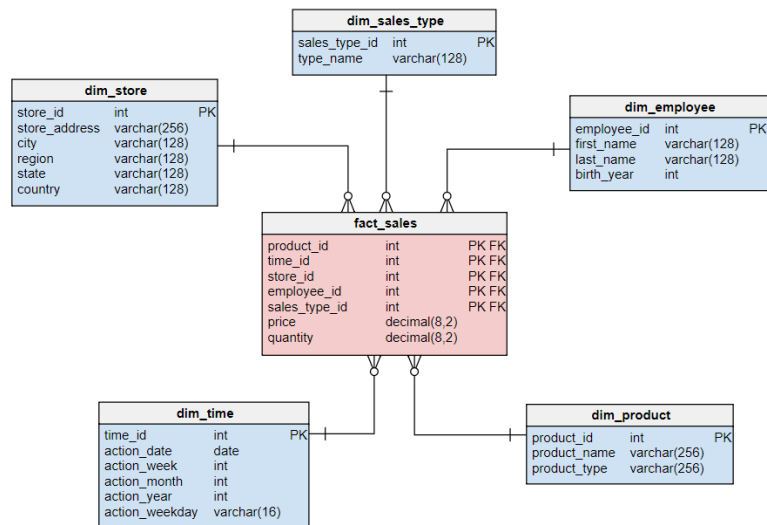 dim_sales_type
sales_type_id int PK
type_name varchar(128)
dim_store
store_id int PK
store_address varchar(256)
city varchar(128)
region varchar(128)
state varchar(128)
country varchar(128)
dim_employee
employee_id int PK
first_name varchar(128)
last_name varchar(128)
birth_year int
fact_sales
product_id int PK FK
time_id int PK FK
store_id int PK FK
employee_id int PK FK
sales_type_id int PK FK
price decimal(8,2)
quantity decimal(8,2)
dim_time
time_id int PK
action_date date
action_week int
action_month int
action_year int
action_weekday varchar(16)
dim_product
product_id int PK
product_name varchar(256)
product_type varchar(256)